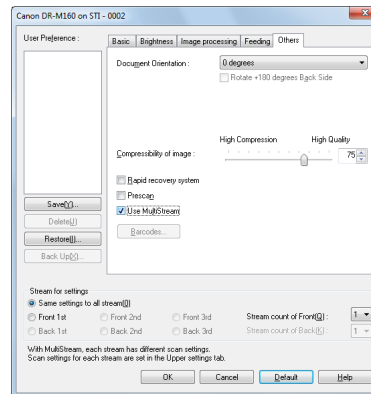 Canon DR-M160 on STI - 0002
User Preference :
Basic Brightness Image processing Feeding Others
Document Orientation : 0 degrees
Rotate +180 degrees Back Side
High Compression High Quality
Compressibility of image : 75
Rapid recovery system
Prescan
Use MultiStream
Barcodes...
Save(Y)...
Delete(J)
Restore(I)...
Back Up(X)...
Stream for settings
Same settings to all stream(0)
Front 1st Front 2nd Front 3rd Stream count of Front(Q) : 1
Back 1st Back 2nd Back 3rd Stream count of Back(K) : 1
With MultiStream, each stream has different scan settings.
Scan settings for each stream are set in the Upper settings tab.
OK Cancel Default Help